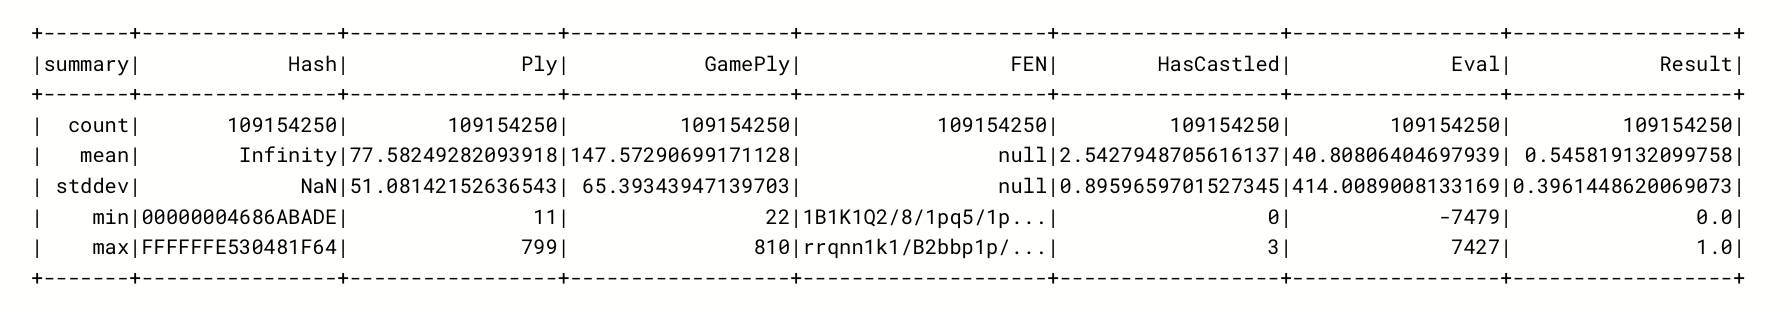 +-------+----------------+-----------------+------------------+--------------------+------------------+-----------------+------------------+
|summary|            Hash|              Ply|           GamePly|                 FEN|        HasCastled|             Eval|            Result|
+-------+----------------+-----------------+------------------+--------------------+------------------+-----------------+------------------+
|  count|       109154250|        109154250|         109154250|           109154250|         109154250|        109154250|         109154250|
|   mean|        Infinity|77.58249282093918|147.57290699171128|                null|2.5427948705616137|40.80806404697939| 0.545819132099758|
| stddev|             NaN|51.08142152636543| 65.39343947139703|                null|0.8959659701527345|414.0089008133169|0.3961448620069073|
|    min|00000004686ABADE|               11|                22|1B1K1Q2/8/1pq5/1p...|                 0|            -7479|               0.0|
|    max|FFFFFFE530481F64|              799|               810|rrqnn1k1/B2bbp1p/...|                 3|             7427|               1.0|
+-------+----------------+-----------------+------------------+--------------------+------------------+-----------------+------------------+